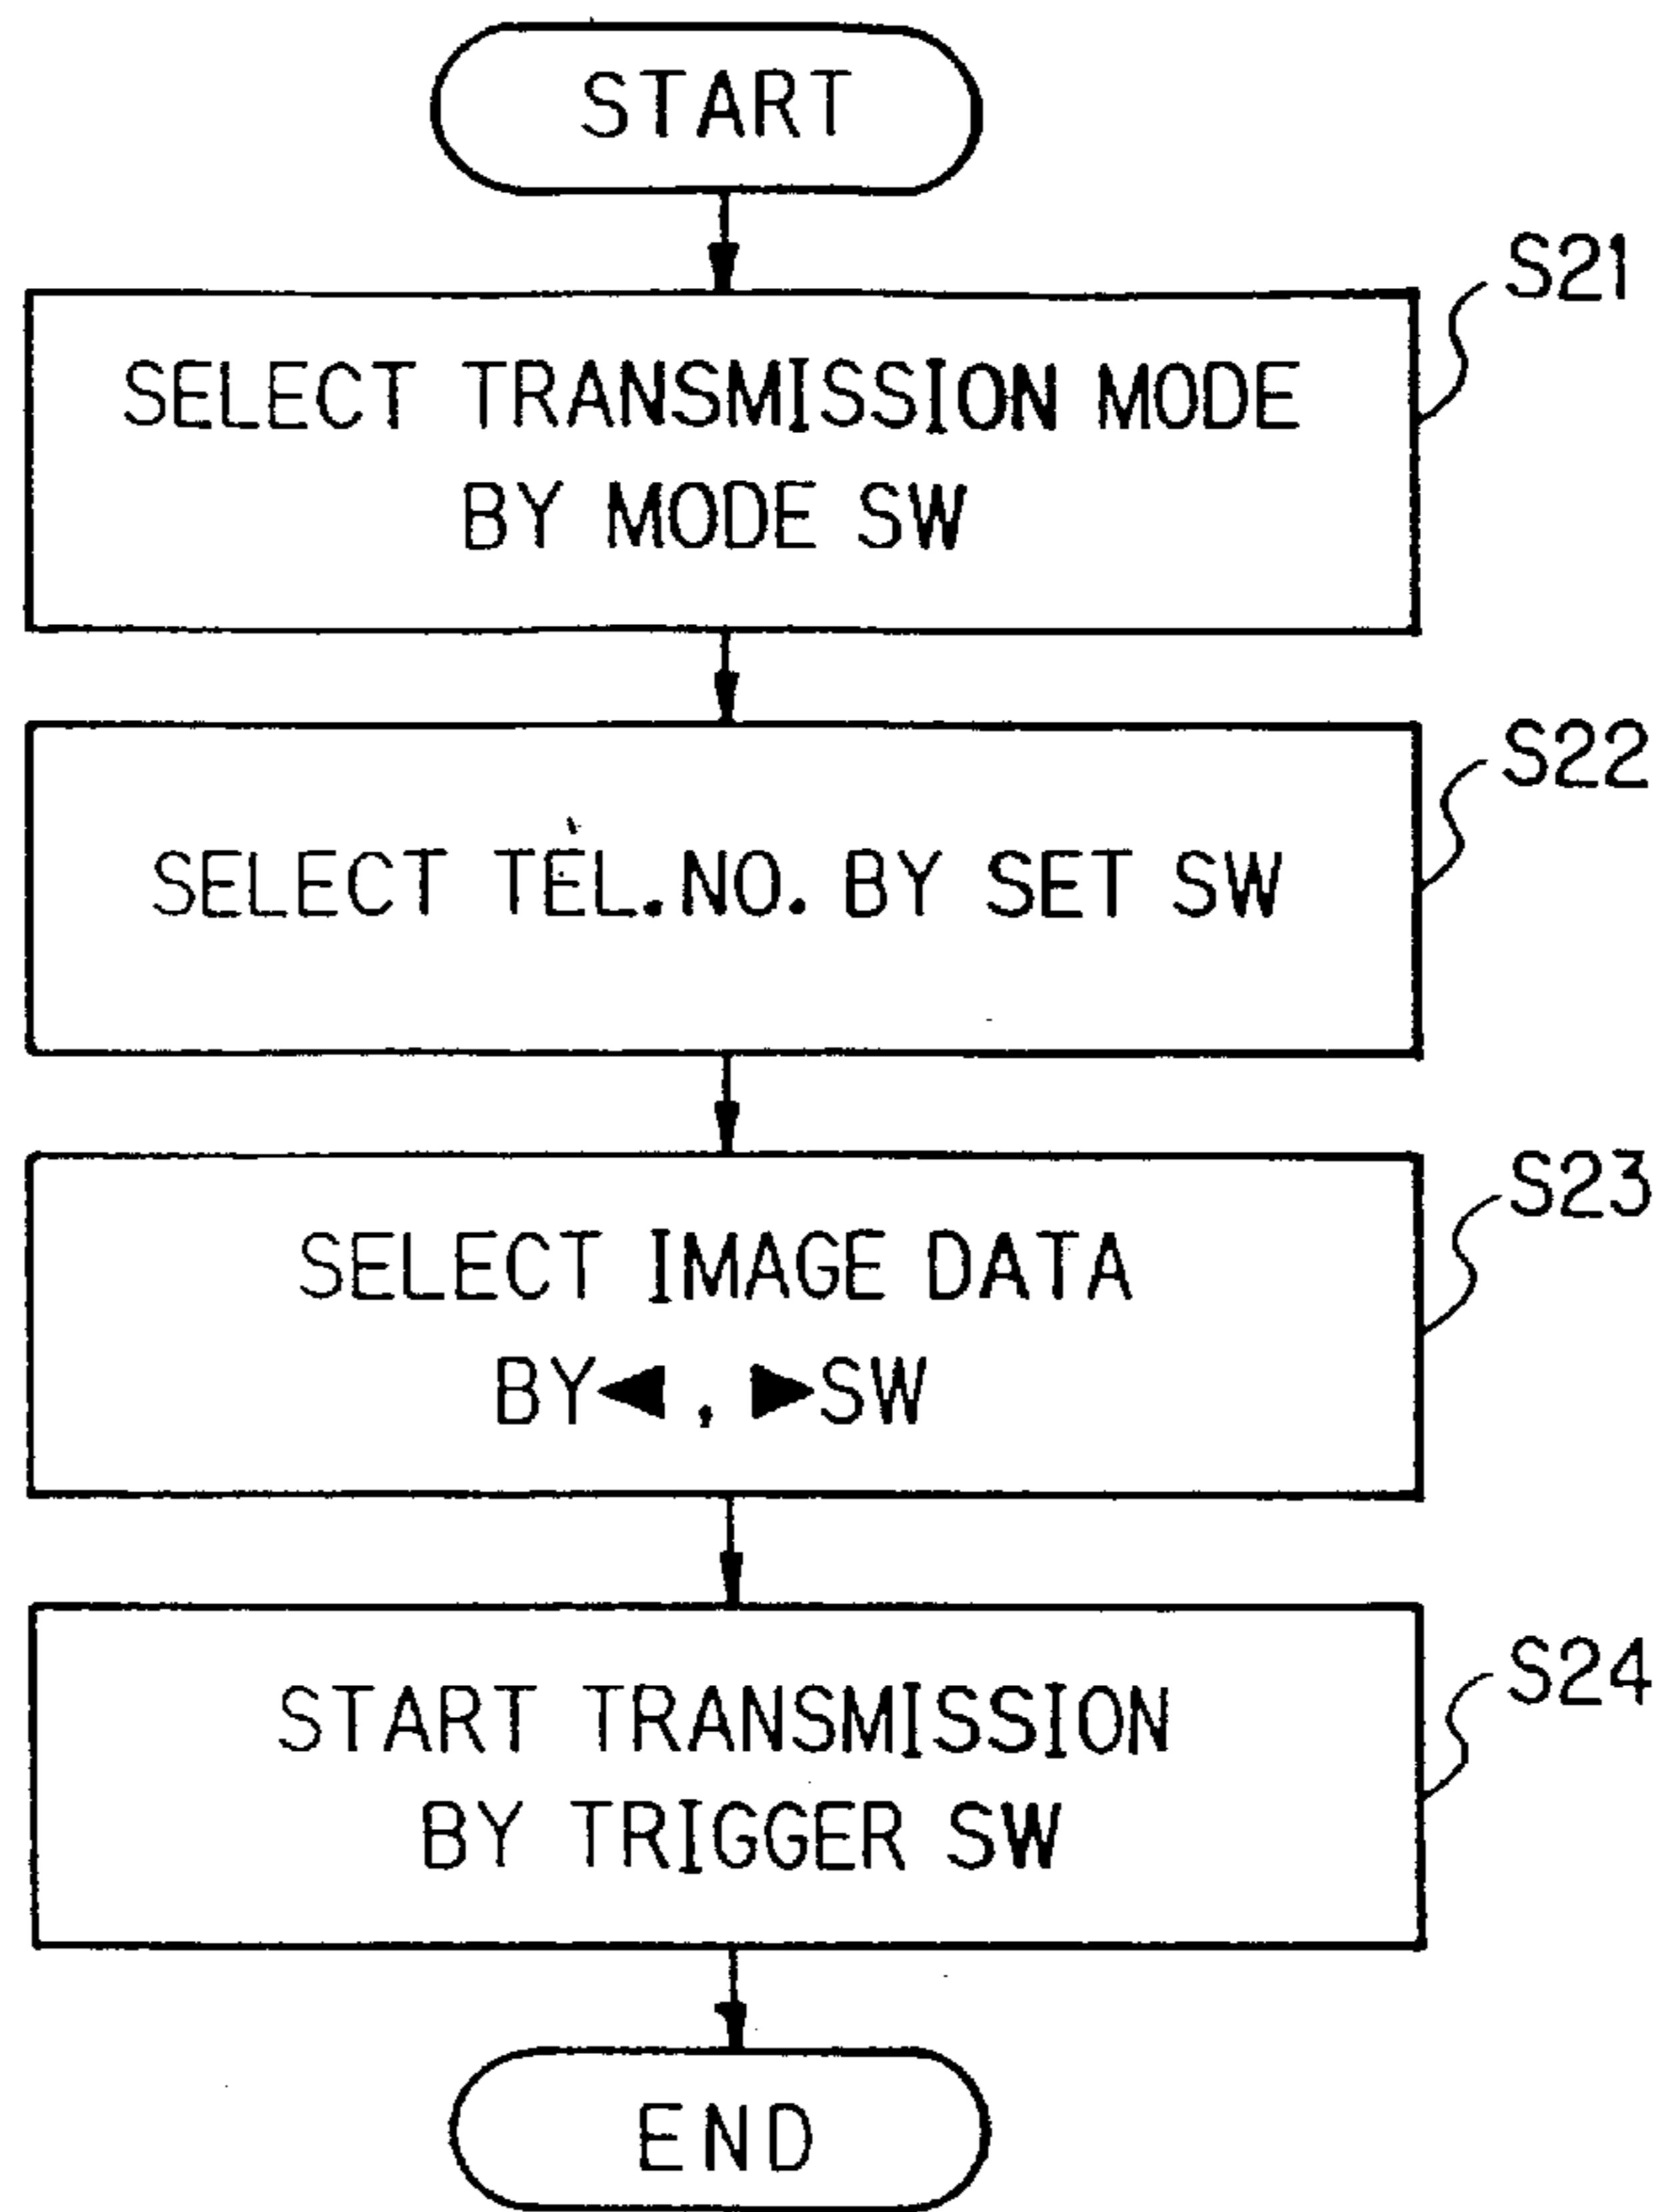 START
S21
SELECT TRANSMISSION MODE
BY MODE SW
S22
SELECT TEL.NO. BY SET SW
S23
SELECT IMAGE DATA
BY◀,▶SW
S24
START TRANSMISSION
BY TRIGGER SW
END